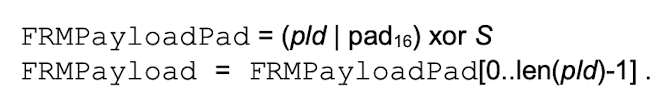 FRMPayloadPad = (pld | pad₁₆) xor S
FRMPayload = FRMPayloadPad[0..len(pld)-1] .